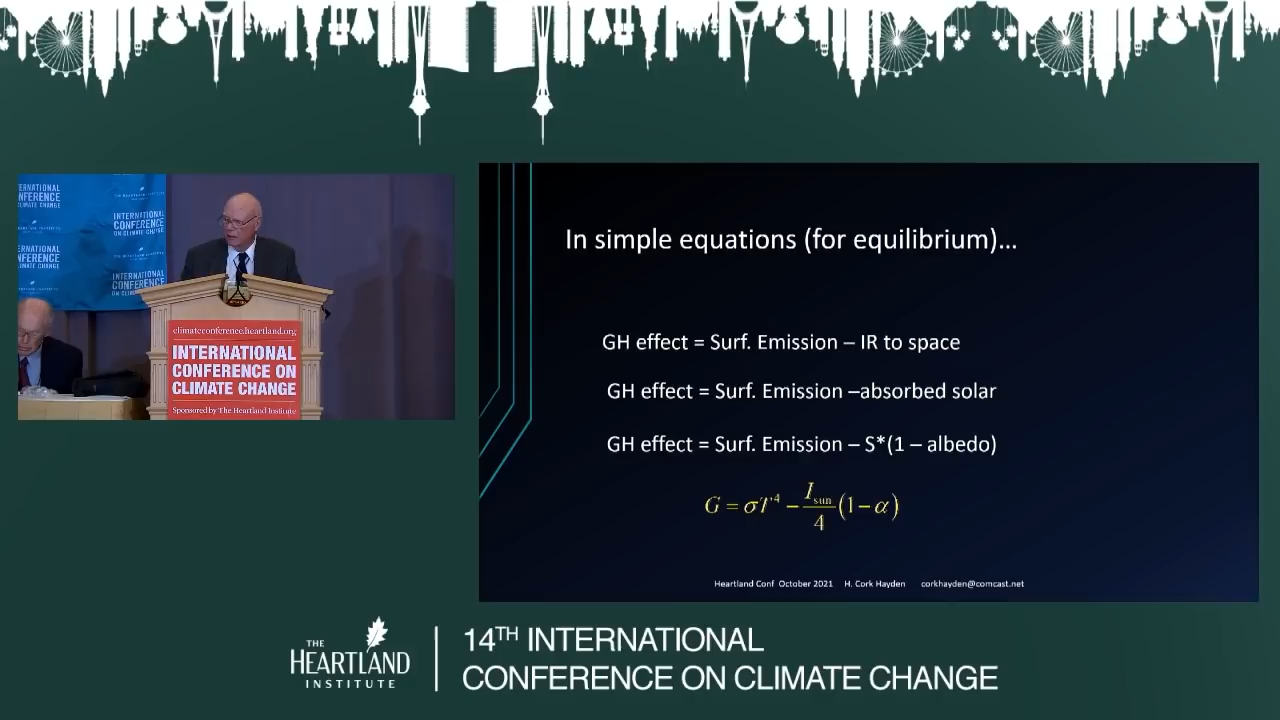 INTERNATIONAL
CONFERENCE
INTERNATIONAL
CONFERENCE
ON CLIMATE CHANGE
climateconference.heartland.org
INTERNATIONAL
CONFERENCE ON
CLIMATE CHANGE
Sponsored by The Heartland Institute
In simple equations (for equilibrium)...
GH effect = Surf. Emission – IR to space
GH effect = Surf. Emission –absorbed solar
GH effect = Surf. Emission – S*(1 – albedo)
G = σT⁴ – I_sun/4 (1 – α)
Heartland Conf October 2021 H. Cork Hayden corkhayden@comcast.net
THE
HEARTLAND
INSTITUTE
14TH INTERNATIONAL
CONFERENCE ON CLIMATE CHANGE